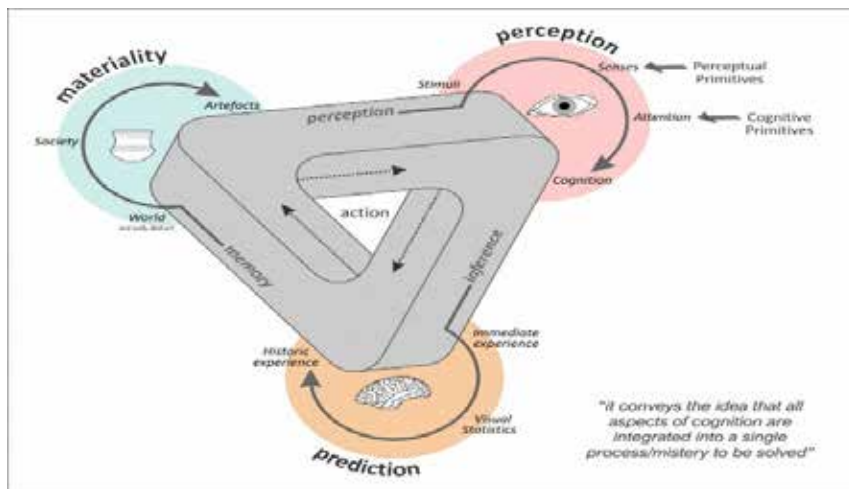 materiality
perception
Stimuli
Senses
Perceptual
Primitives
Artefacts
perception
Society
Attention
Cognitive
Primitives
Cognition
World
action
memory
inference
Historic
experience
Immediate
experience
Visual
Statistics
prediction
"it conveys the idea that all
aspects of cognition are
integrated into a single
process/mistery to be solved"